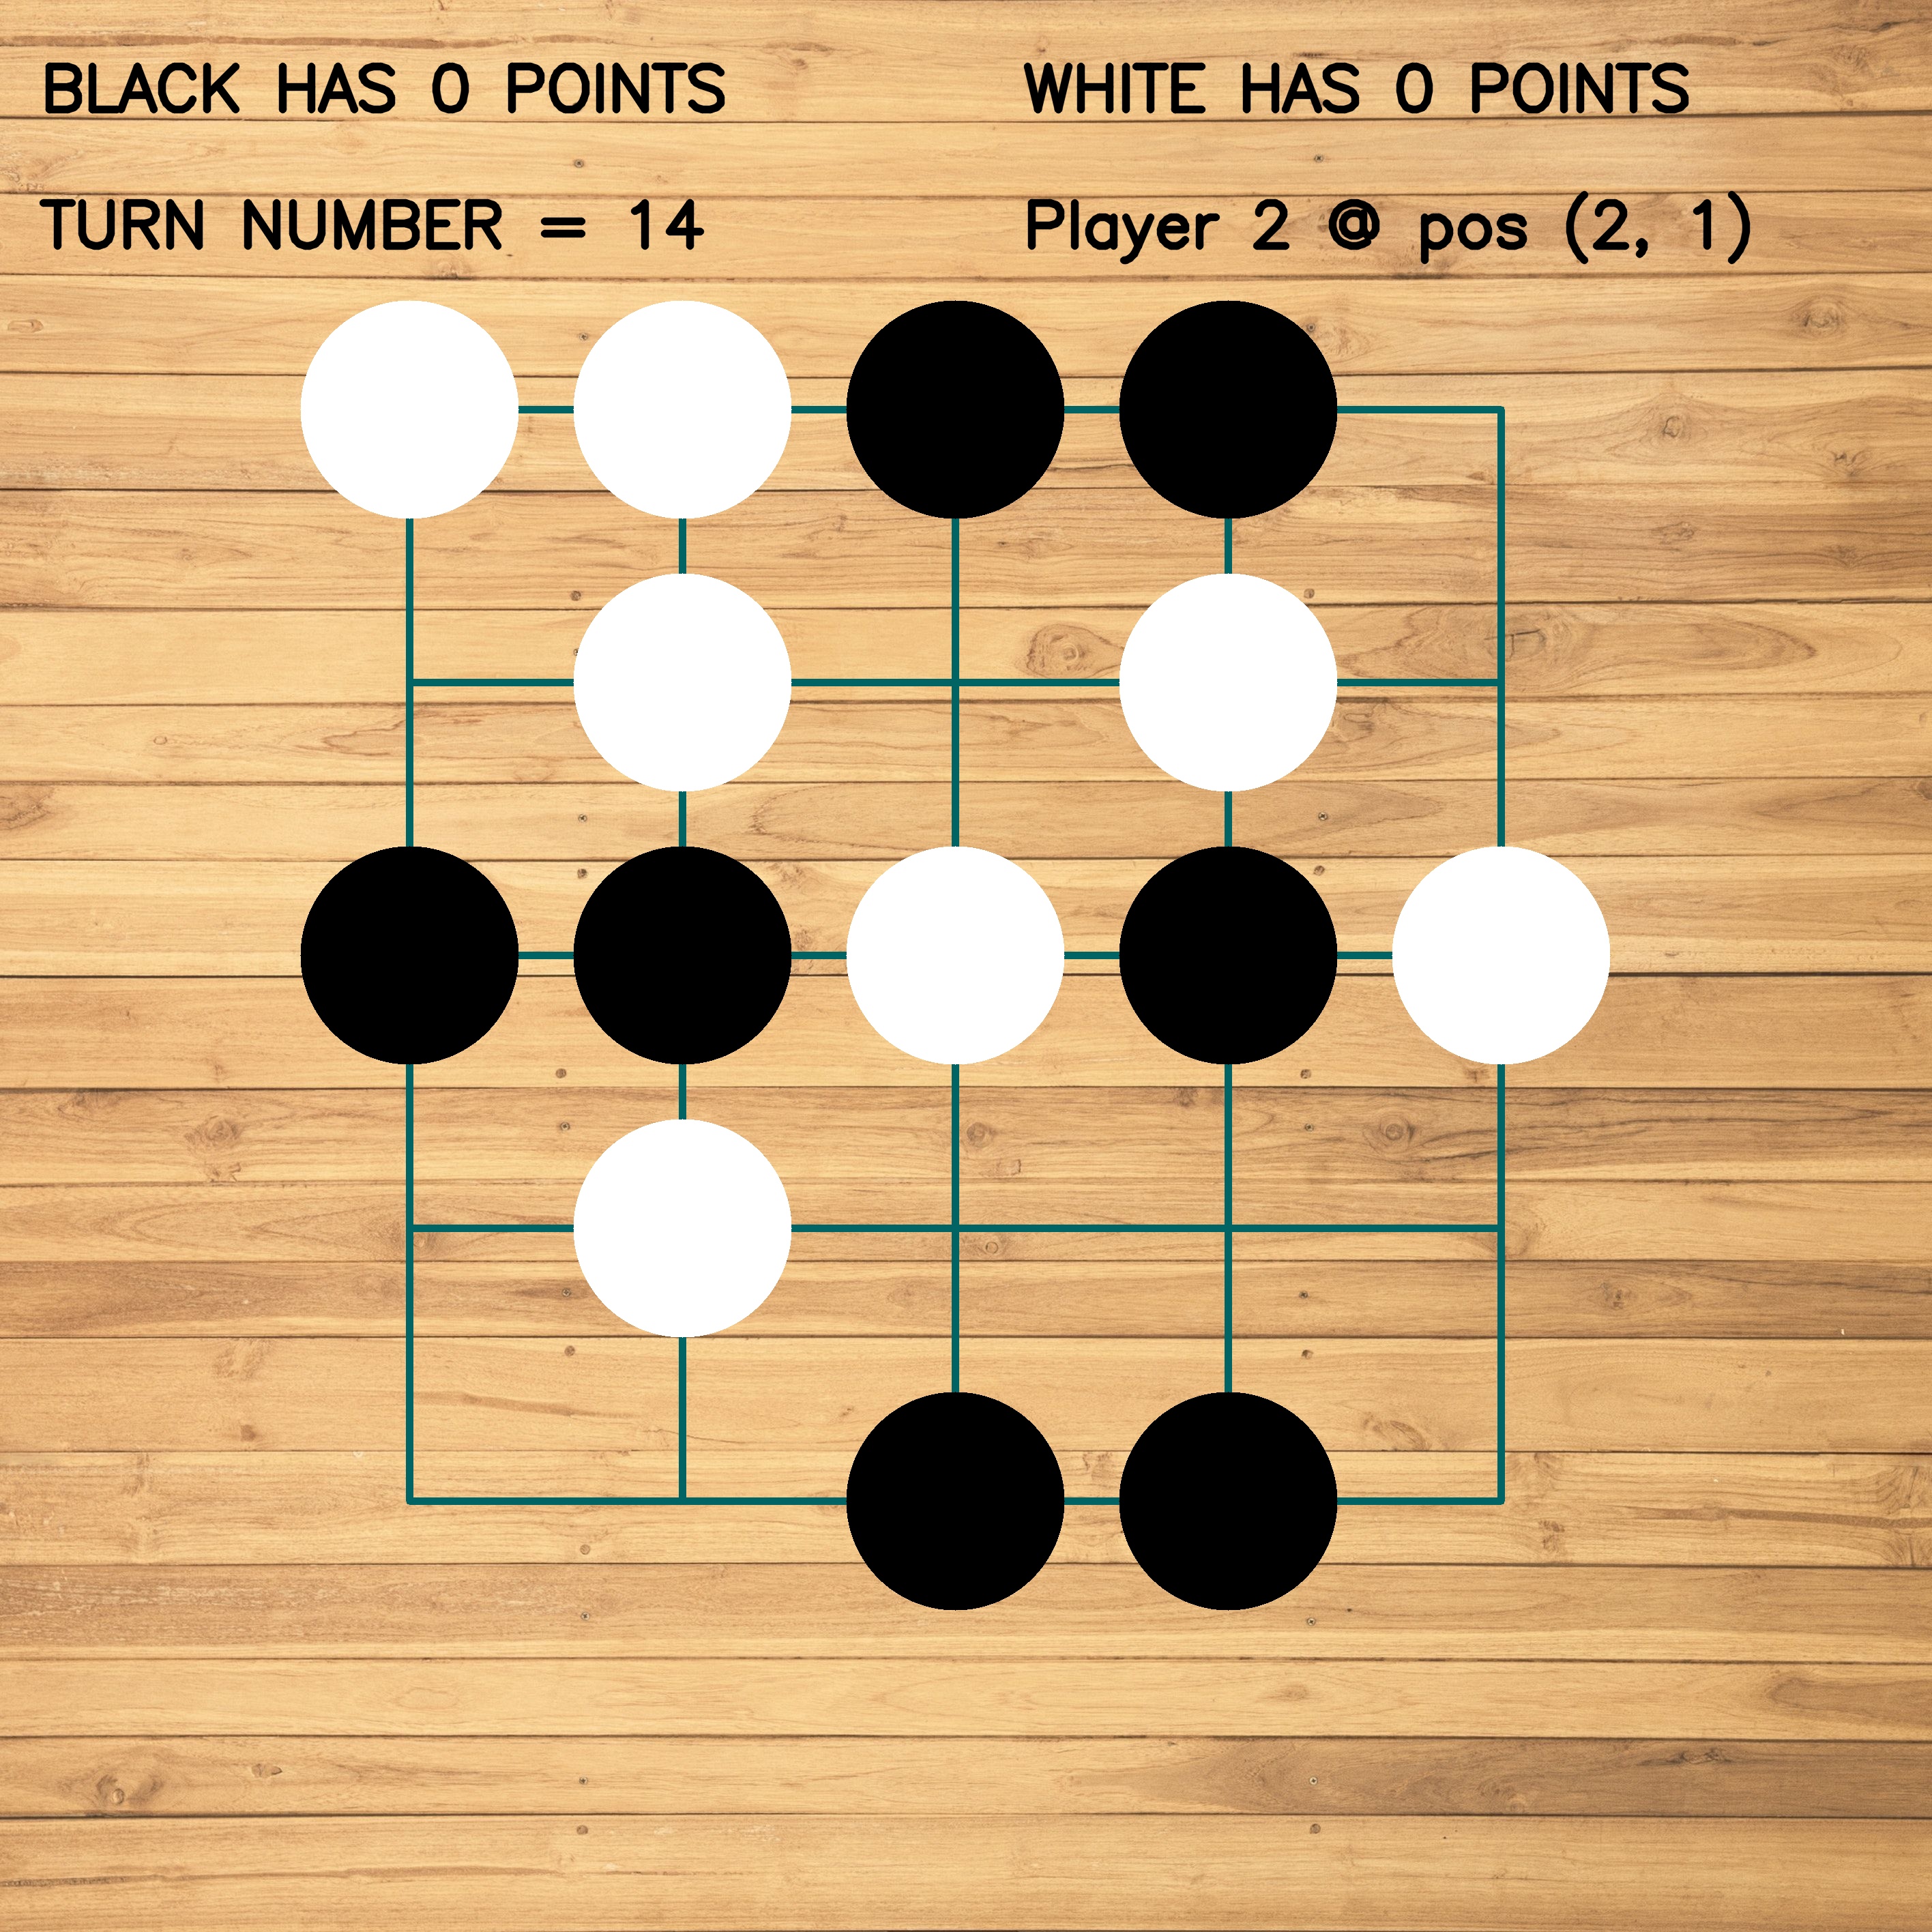 BLACK HAS 0 POINTS
WHITE HAS 0 POINTS
TURN NUMBER = 14
Player 2 @ pos (2, 1)